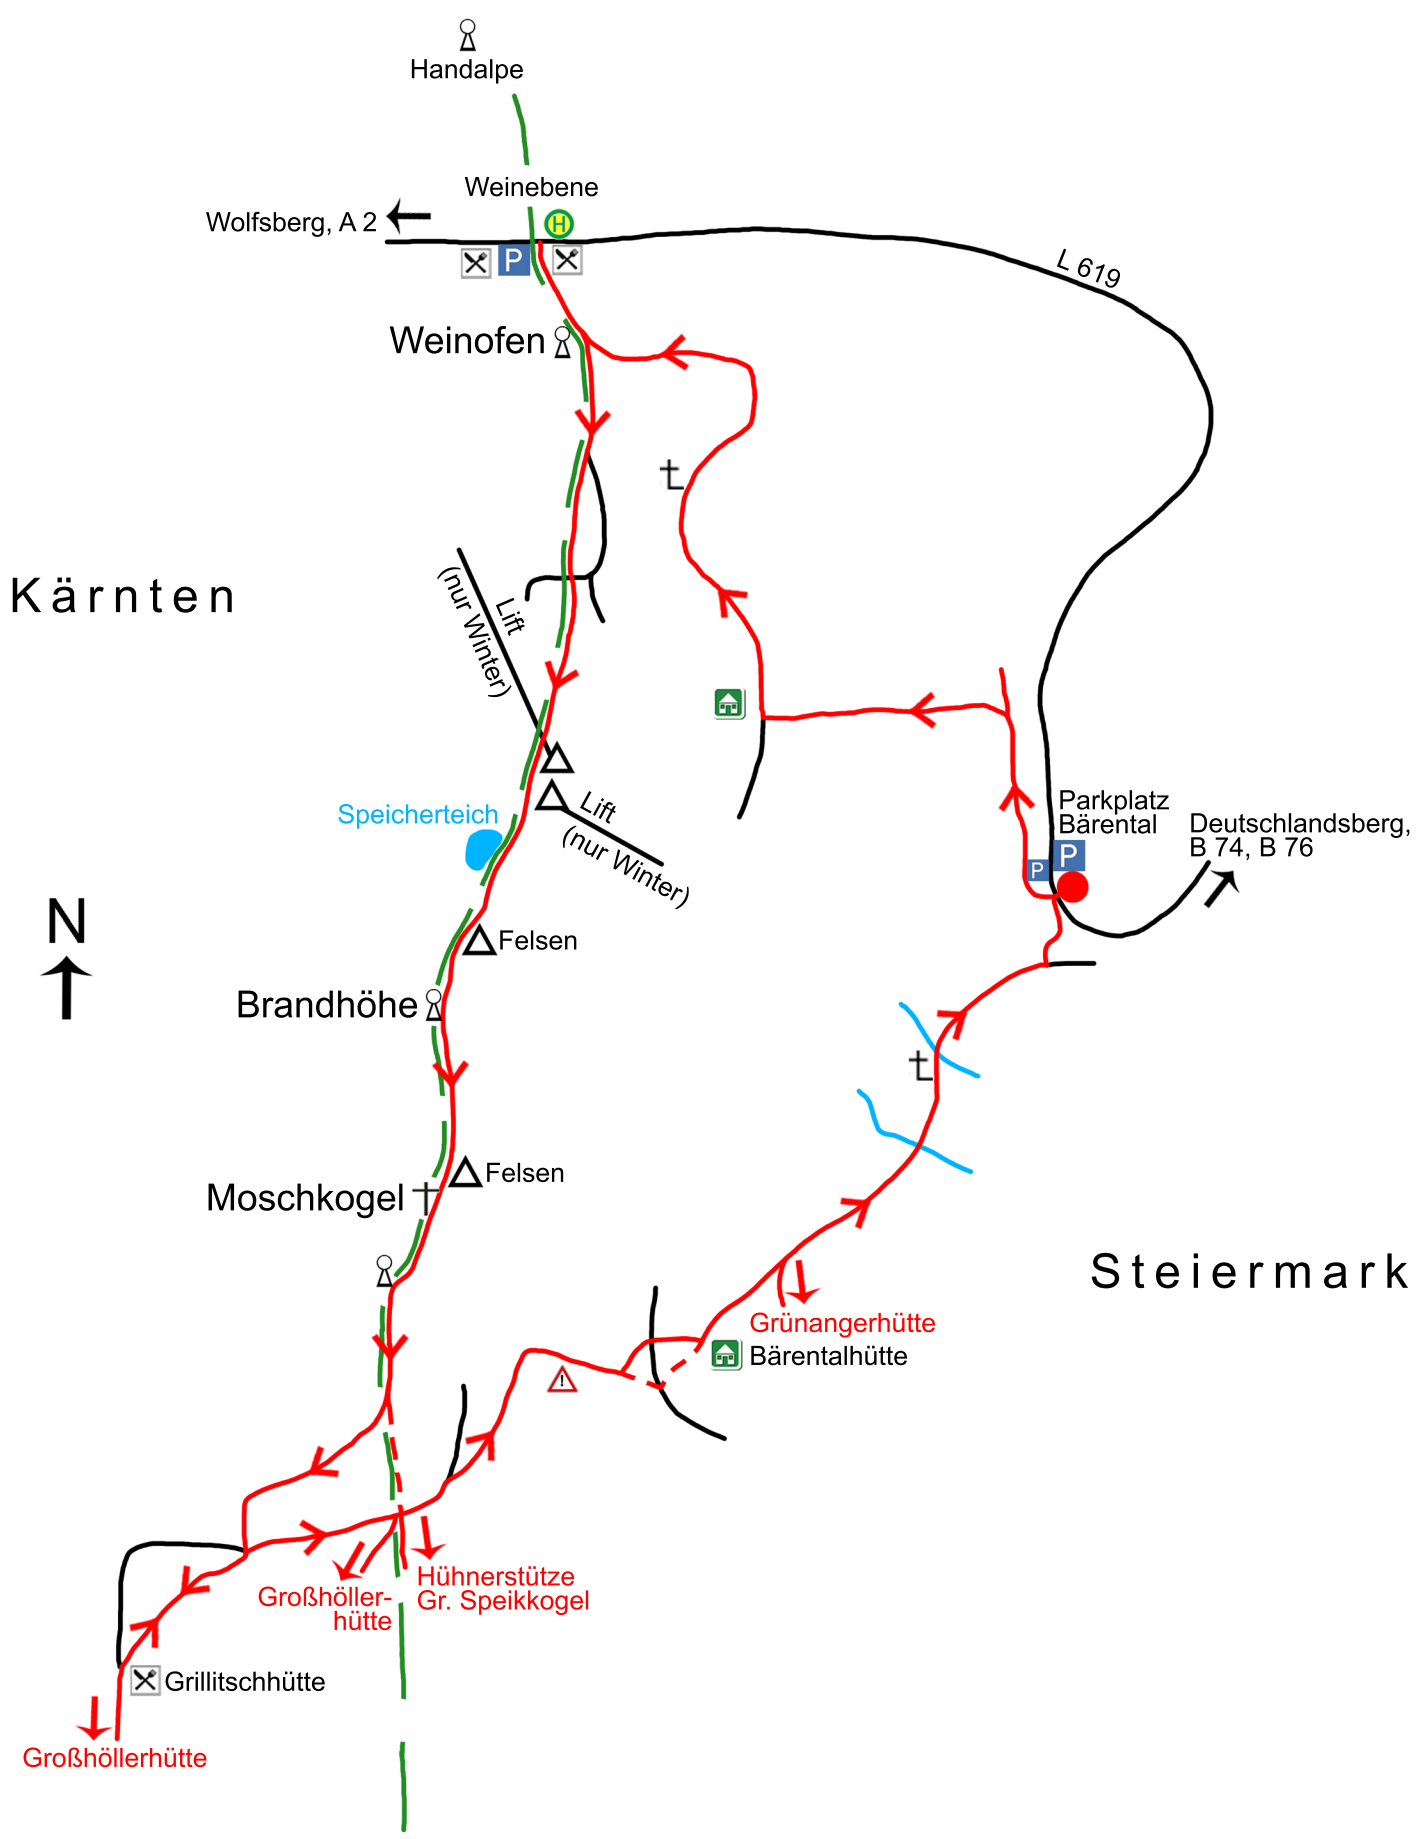 Handalpe
Weinebene
Wolfsberg, A 2
H
P
L 619
Weinofen
Kärnten
Lift
(nur Winter)
Speicherteich
Lift
(nur Winter)
Parkplatz
Bärental
P
P
Deutschlandsberg,
B 74, B 76
N
Felsen
Brandhöhe
Felsen
Moschkogel
Steiermark
Grünangerhütte
Bärentalhütte
!
Hühnerstütze
Gr. Speikkogel
Großhöller-
hütte
Grillitschhütte
Großhöllerhütte